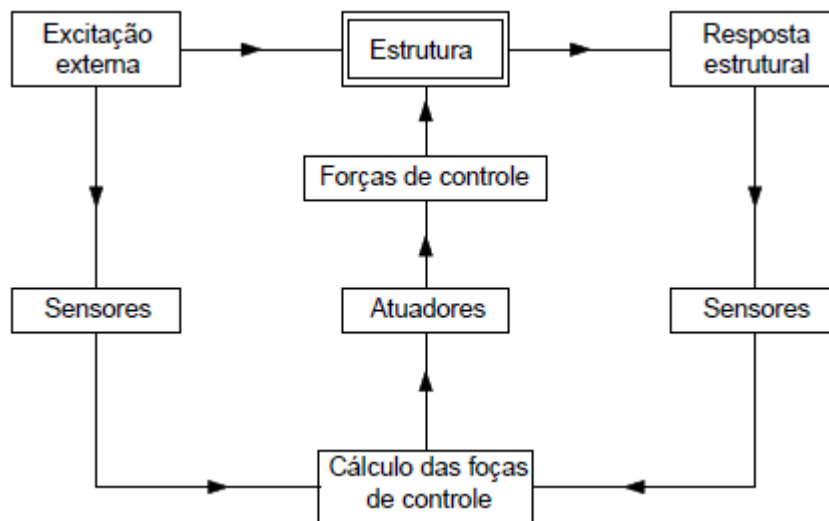 Excitação
externa
Estrutura
Resposta
estrutural
Forças de controle
Sensores
Atuadores
Sensores
Cálculo das foças
de controle